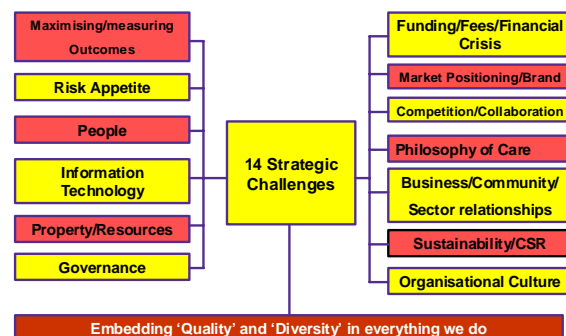 Maximising/measuring
Outcomes
Risk Appetite
People
Information
Technology
Property/Resources
Governance
14 Strategic
Challenges
Funding/Fees/Financial
Crisis
Market Positioning/Brand
Competition/Collaboration
Philosophy of Care
Business/Community/
Sector relationships
Sustainability/CSR
Organisational Culture
Embedding ‘Quality’ and ‘Diversity’ in everything we do